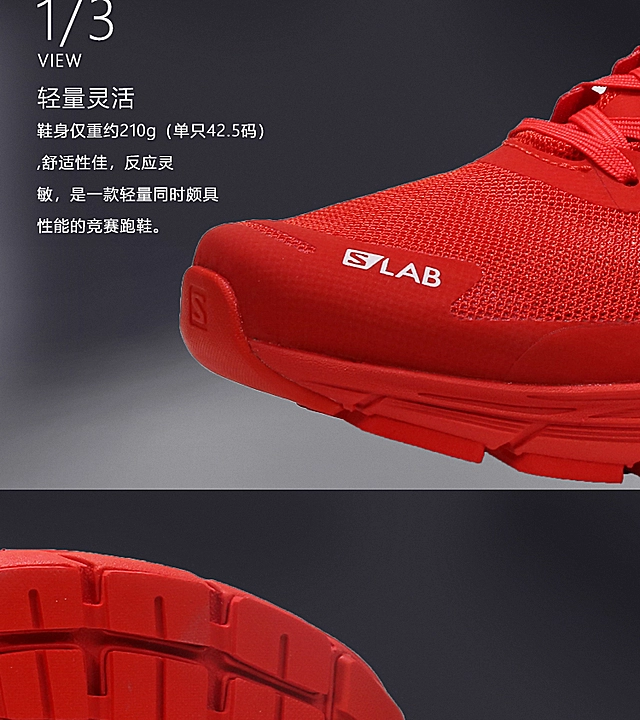 1/3
VIEW
轻量灵活
鞋身仅重约210g（单只42.5码）
,舒适性佳，反应灵
敏，是一款轻量同时颇具
性能的竞赛跑鞋。
S/LAB
S